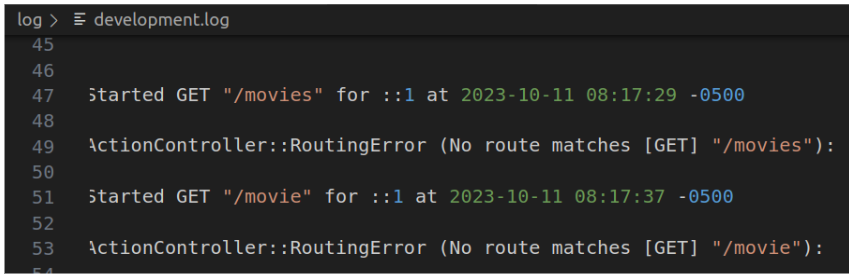 log > development.log
45
46
47 Started GET "/movies" for ::1 at 2023-10-11 08:17:29 -0500
48
49 ActionController::RoutingError (No route matches [GET] "/movies"):
50
51 Started GET "/movie" for ::1 at 2023-10-11 08:17:37 -0500
52
53 ActionController::RoutingError (No route matches [GET] "/movie"):
54